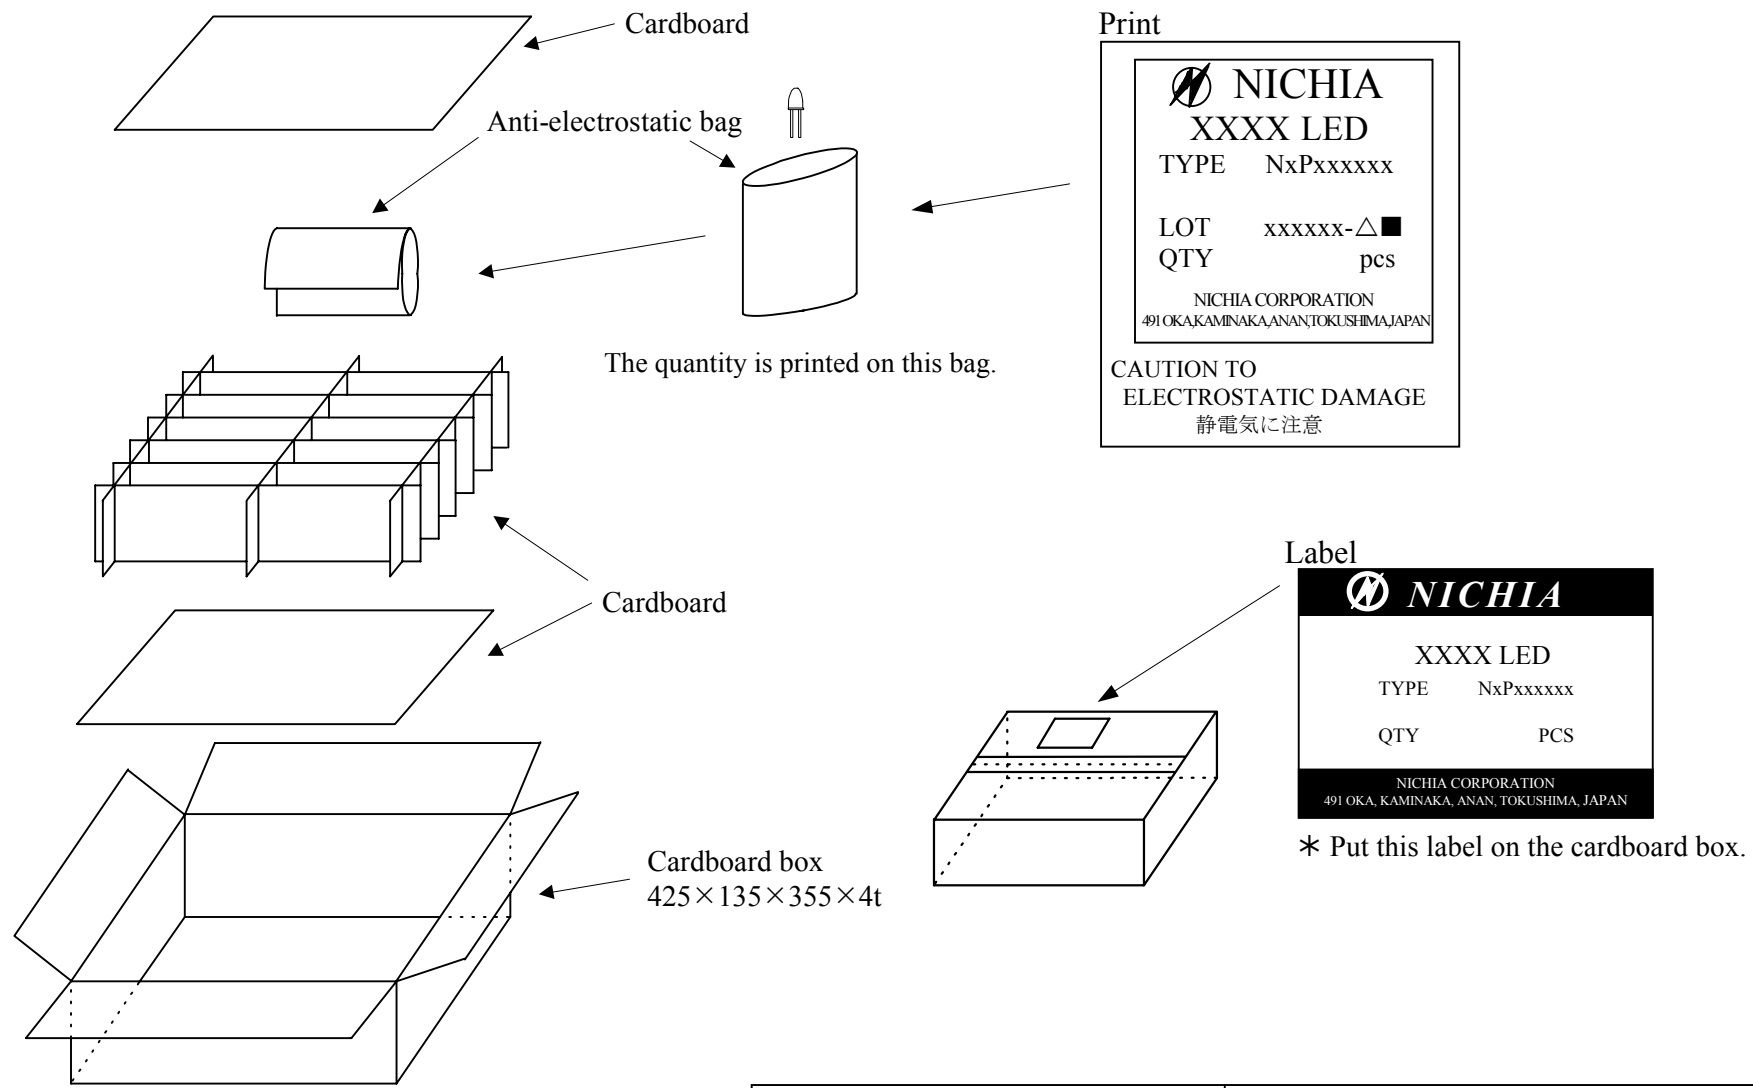 Cardboard
Anti-electrostatic bag
The quantity is printed on this bag.
Print
NICHIA
XXXX LED
TYPE NxPxxxxxx
LOT xxxxxx-△■
QTY pcs
NICHIA CORPORATION
491 OKA,KAMINAKA,ANAN,TOKUSHIMA,JAPAN
CAUTION TO
ELECTROSTATIC DAMAGE
静電気に注意
Cardboard
Cardboard box
425×135×355×4t
Label
NICHIA
XXXX LED
TYPE NxPxxxxxx
QTY PCS
NICHIA CORPORATION
491 OKA, KAMINAKA, ANAN, TOKUSHIMA, JAPAN
＊ Put this label on the cardboard box.